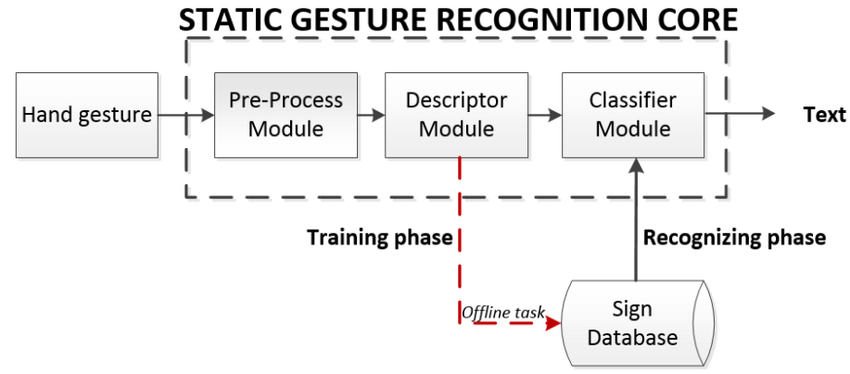 STATIC GESTURE RECOGNITION CORE
Hand gesture
Pre-Process
Module
Descriptor
Module
Classifier
Module
Text
Training phase
Recognizing phase
Offline task
Sign
Database